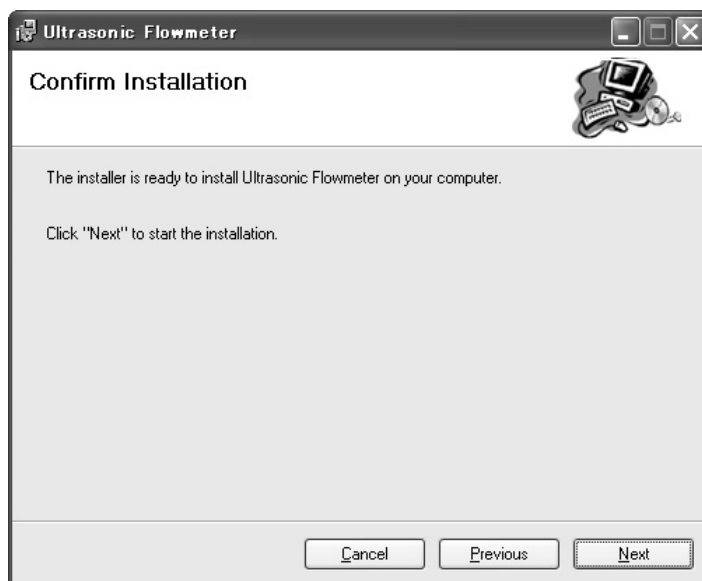 Ultrasonic Flowmeter
Confirm Installation
The installer is ready to install Ultrasonic Flowmeter on your computer.
Click "Next" to start the installation.
Cancel
Previous
Next